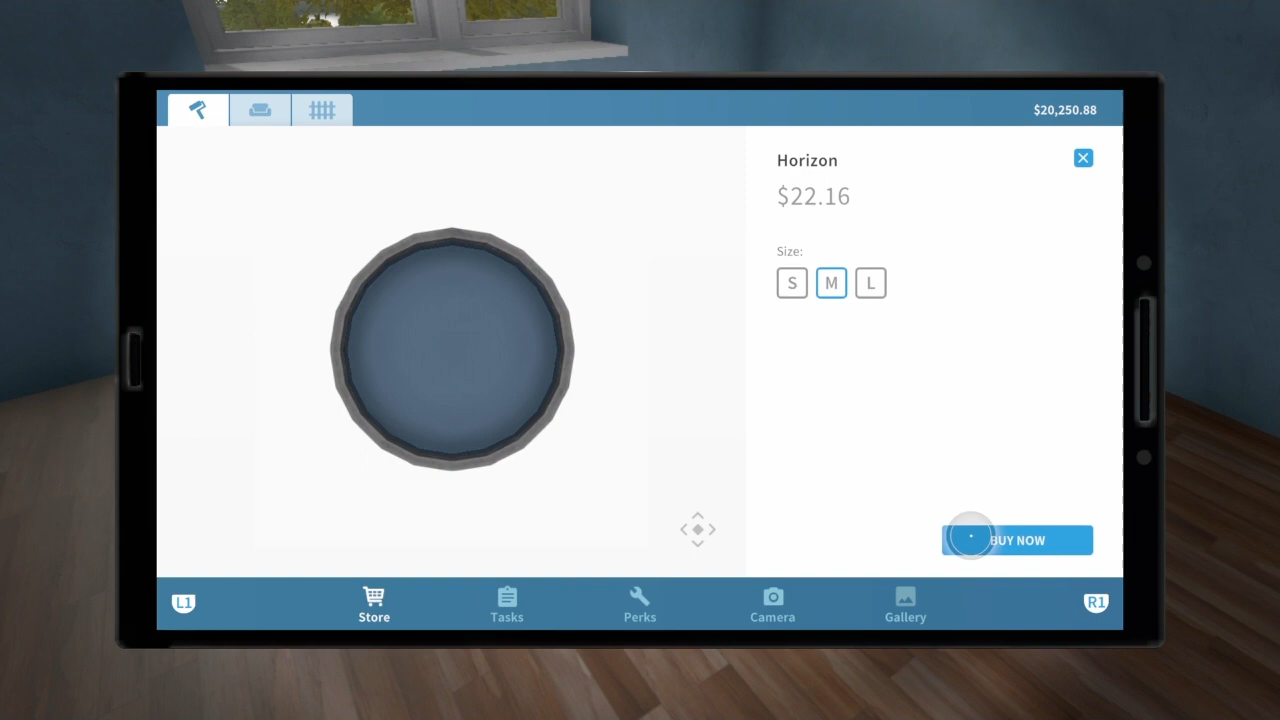 $20,250.88
Horizon
$22.16
Size:
S M L
BUY NOW
L1
Store
Tasks
Perks
Camera
Gallery
R1